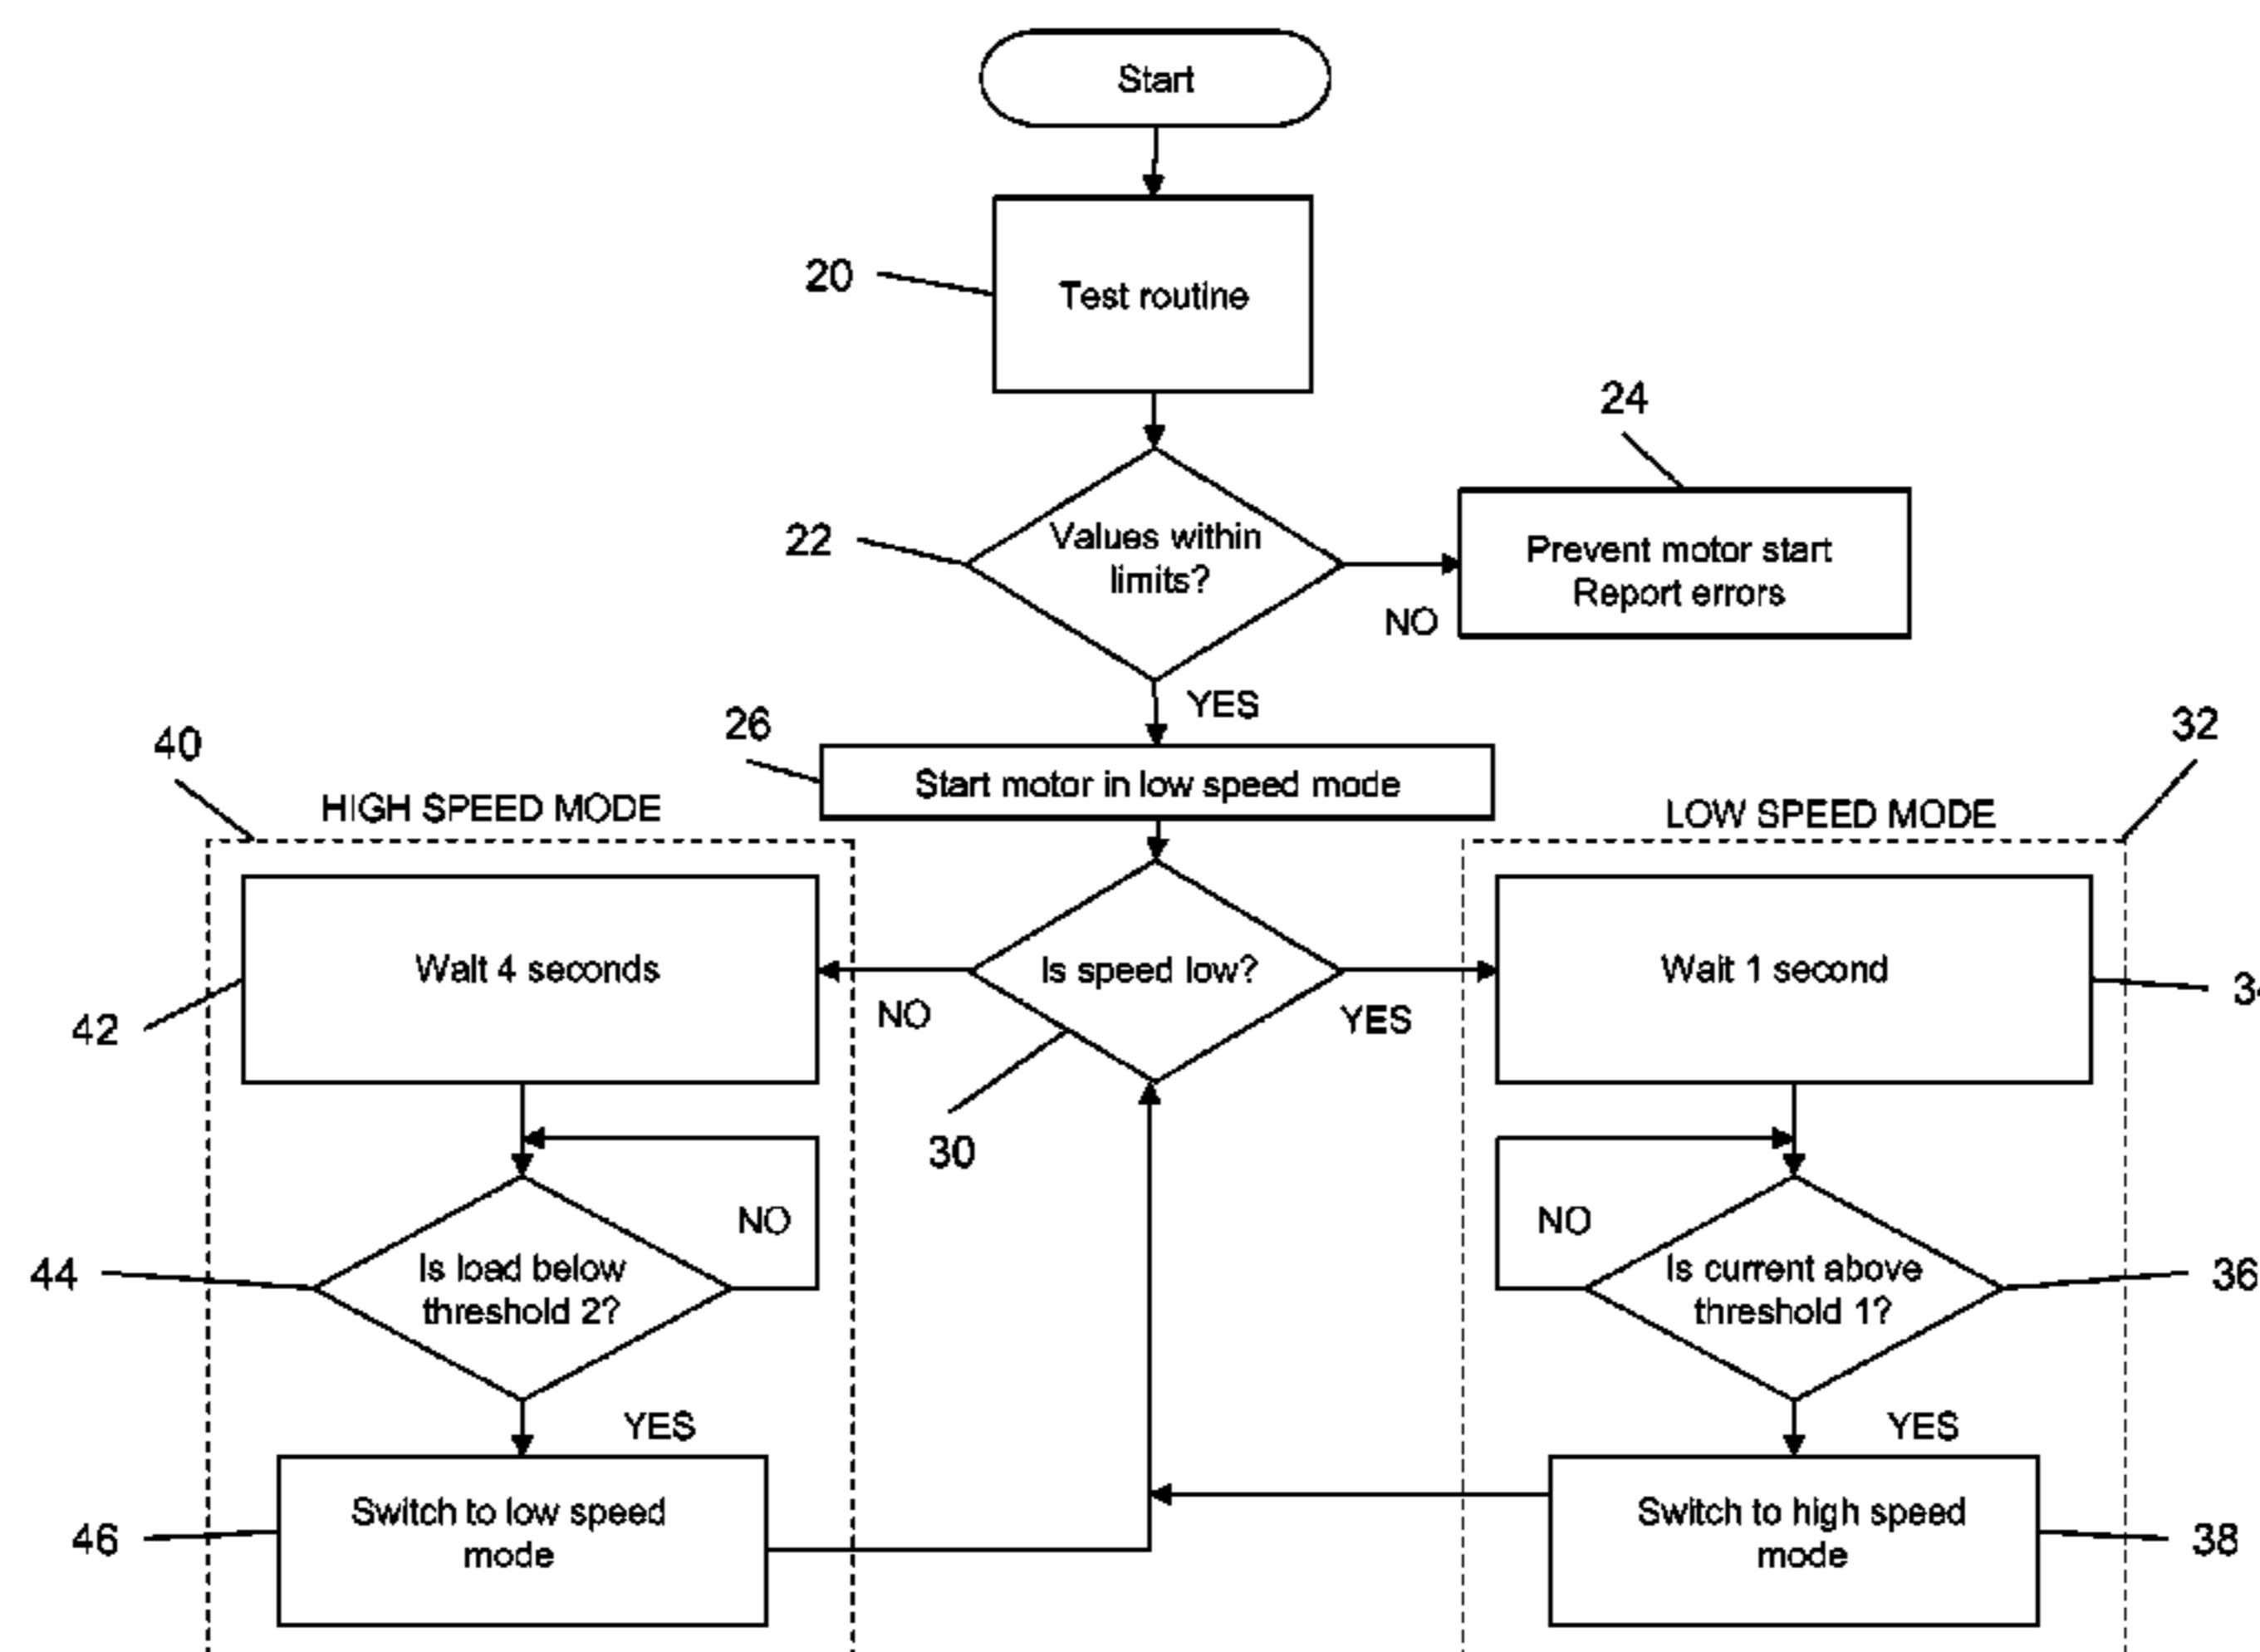 Start
20
Test routine
24
22
Values within
limits?
Prevent motor start
Report errors
NO
YES
26
Start motor in low speed mode
40
32
HIGH SPEED MODE
LOW SPEED MODE
Wait 4 seconds
Is speed low?
Wait 1 second
34
42
NO
YES
30
NO
NO
44
Is load below
threshold 2?
Is current above
threshold 1?
36
YES
YES
46
Switch to low speed
mode
Switch to high speed
mode
38